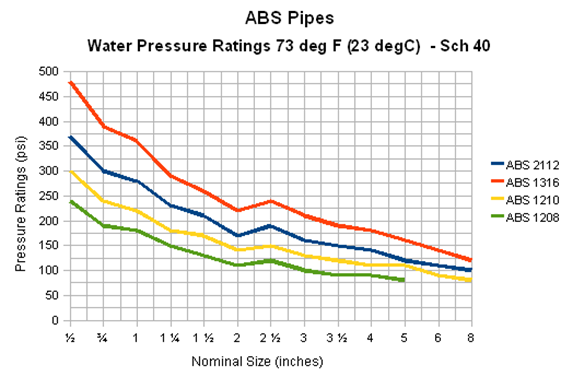 ABS Pipes
Water Pressure Ratings 73 deg F (23 degC) - Sch 40
Pressure Ratings (psi)
500
450
400
350
300
250
200
150
100
50
0
½ ¾ 1 1 ¼ 1 ½ 2 2 ½ 3 3 ½ 4 5 6 8
Nominal Size (inches)
ABS 2112
ABS 1316
ABS 1210
ABS 1208